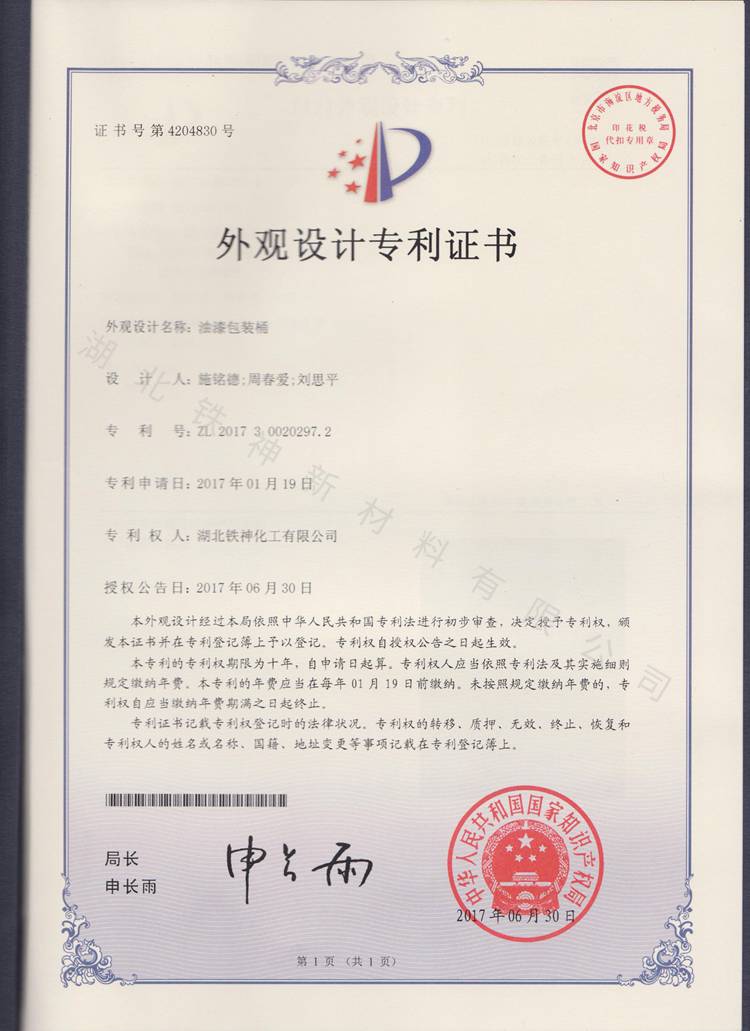 证书号第4204830号
北京市海淀区地方税务局
印花税
代扣专用章
国家知识产权局
外观设计专利证书
外观设计名称：油漆包装桶
设计人：施铭德;周春爱;刘思平
专利号：ZL 2017 3 0020297.2
专利申请日：2017年01月19日
专利权人：湖北铁神化工有限公司
授权公告日：2017年06月30日
本外观设计经过本局依照中华人民共和国专利法进行初步审查，决定授予专利权，颁
发本证书并在专利登记簿上予以登记。专利权自授权公告之日起生效。
本专利的专利权期限为十年，自申请日起算。专利权人应当依照专利法及其实施细则
规定缴纳年费。本专利的年费应当在每年01月19日前缴纳。未按照规定缴纳年费的，专
利权自应当缴纳年费期满之日起终止。
专利证书记载专利权登记时的法律状况。专利权的转移、质押、无效、终止、恢复和
专利权人的姓名或名称、国籍、地址变更等事项记载在专利登记簿上。
湖北铁神新材料有限公司
局长
申长雨
申长雨
中华人民共和国国家知识产权局
2017年06月30日
第1页（共1页）